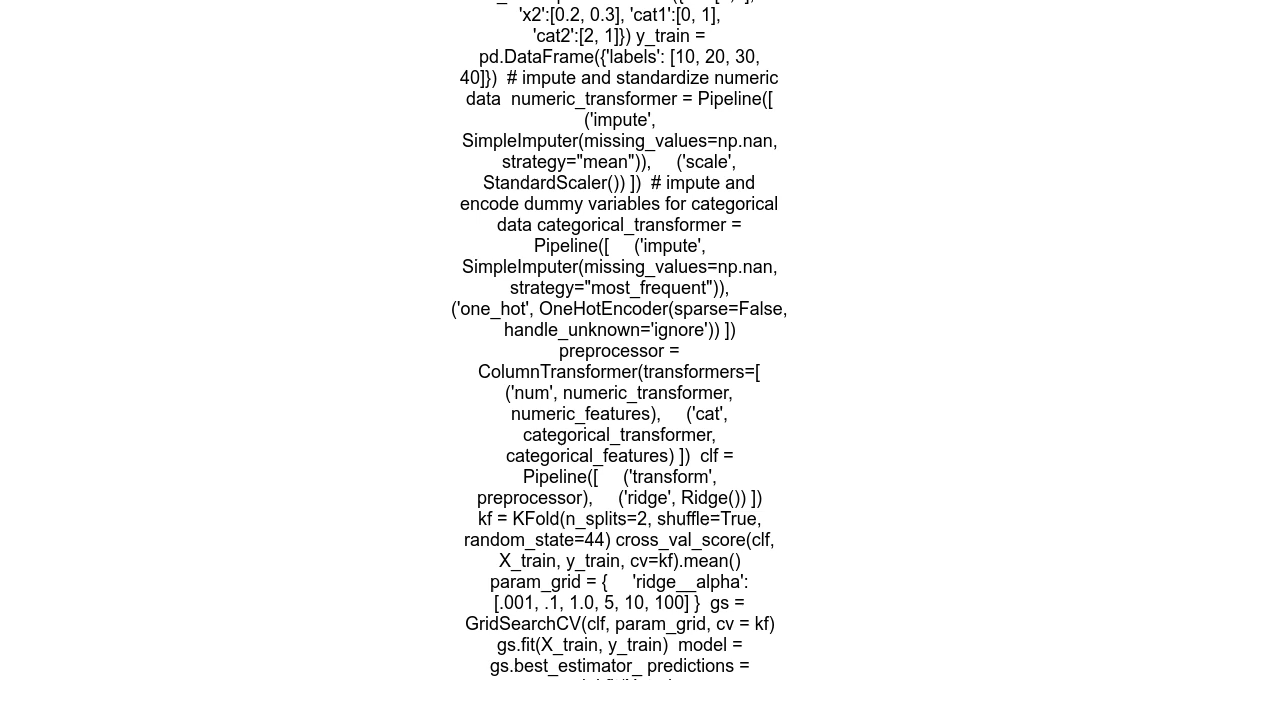 'x2':[0.2, 0.3], 'cat1':[0, 1],
'cat2':[2, 1]}) y_train =
pd.DataFrame({'labels': [10, 20, 30,
40]})  # impute and standardize numeric
data  numeric_transformer = Pipeline([
('impute',
SimpleImputer(missing_values=np.nan,
strategy="mean")),     ('scale',
StandardScaler()) ])  # impute and
encode dummy variables for categorical
data categorical_transformer =
Pipeline([     ('impute',
SimpleImputer(missing_values=np.nan,
strategy="most_frequent")),
('one_hot', OneHotEncoder(sparse=False,
handle_unknown='ignore')) ])
preprocessor =
ColumnTransformer(transformers=[
('num', numeric_transformer,
numeric_features),     ('cat',
categorical_transformer,
categorical_features) ])  clf =
Pipeline([     ('transform',
preprocessor),     ('ridge', Ridge()) ])
kf = KFold(n_splits=2, shuffle=True,
random_state=44) cross_val_score(clf,
X_train, y_train, cv=kf).mean()
param_grid = {     'ridge__alpha':
[.001, .1, 1.0, 5, 10, 100] }  gs =
GridSearchCV(clf, param_grid, cv = kf)
gs.fit(X_train, y_train)  model =
gs.best_estimator_ predictions =